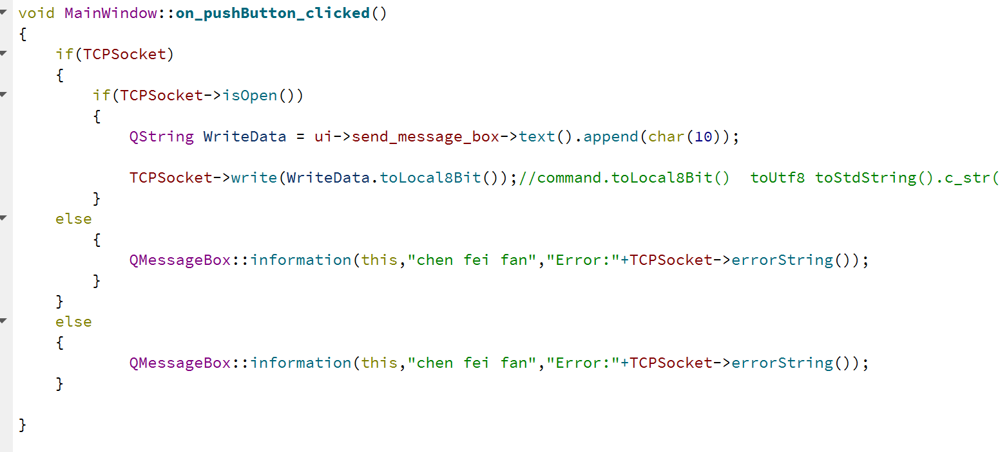 void MainWindow::on_pushButton_clicked()
{
    if(TCPSocket)
    {
        if(TCPSocket->isOpen())
        {
            QString WriteData = ui->send_message_box->text().append(char(10));

            TCPSocket->write(WriteData.toLocal8Bit());//command.toLocal8Bit()  toUtf8 toStdString().c_str(
        }
    else
        {
            QMessageBox::information(this,"chen fei fan","Error:"+TCPSocket->errorString());
        }
    }
    else
    {
            QMessageBox::information(this,"chen fei fan","Error:"+TCPSocket->errorString());
    }

}